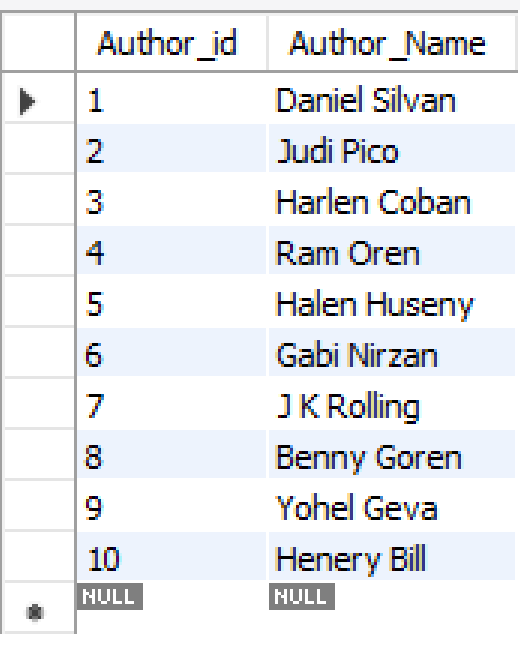 Author_id Author_Name
1 Daniel Silvan
2 Judi Pico
3 Harlen Coban
4 Ram Oren
5 Halen Huseny
6 Gabi Nirzan
7 J K Rolling
8 Benny Goren
9 Yohel Geva
10 Henery Bill
NULL NULL